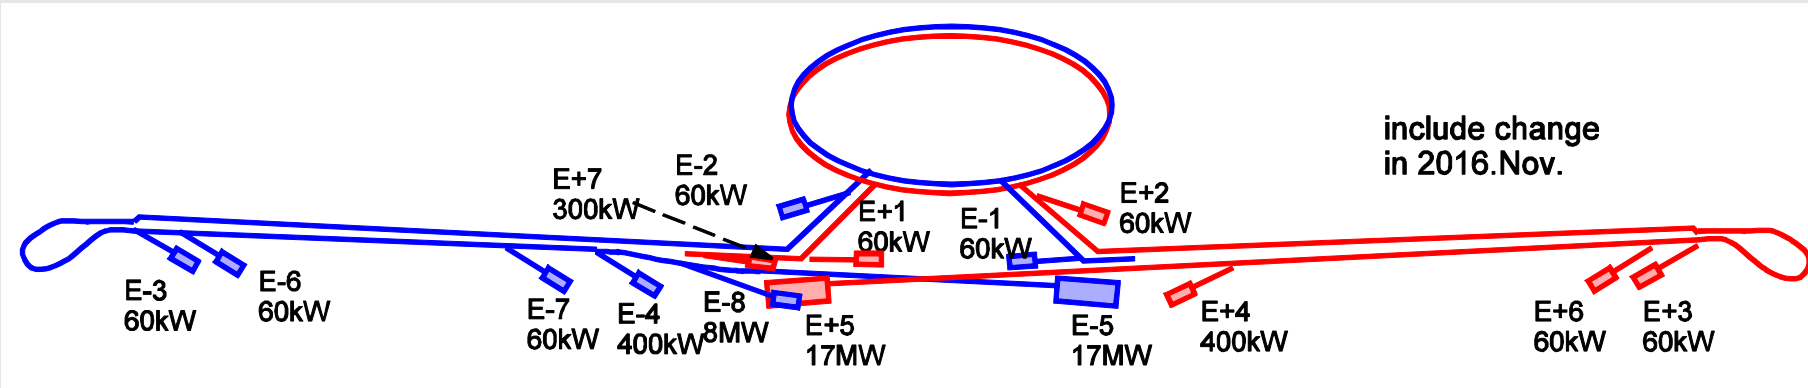 include change
in 2016.Nov.
E-2
60kW
E+7
300kW
E+2
60kW
E+1
60kW
E-1
60kW
E-3
60kW
E-6
60kW
E-7
60kW
E-4
400kW
E-8
8MW
E+5
17MW
E-5
17MW
E+4
400kW
E+6
60kW
E+3
60kW